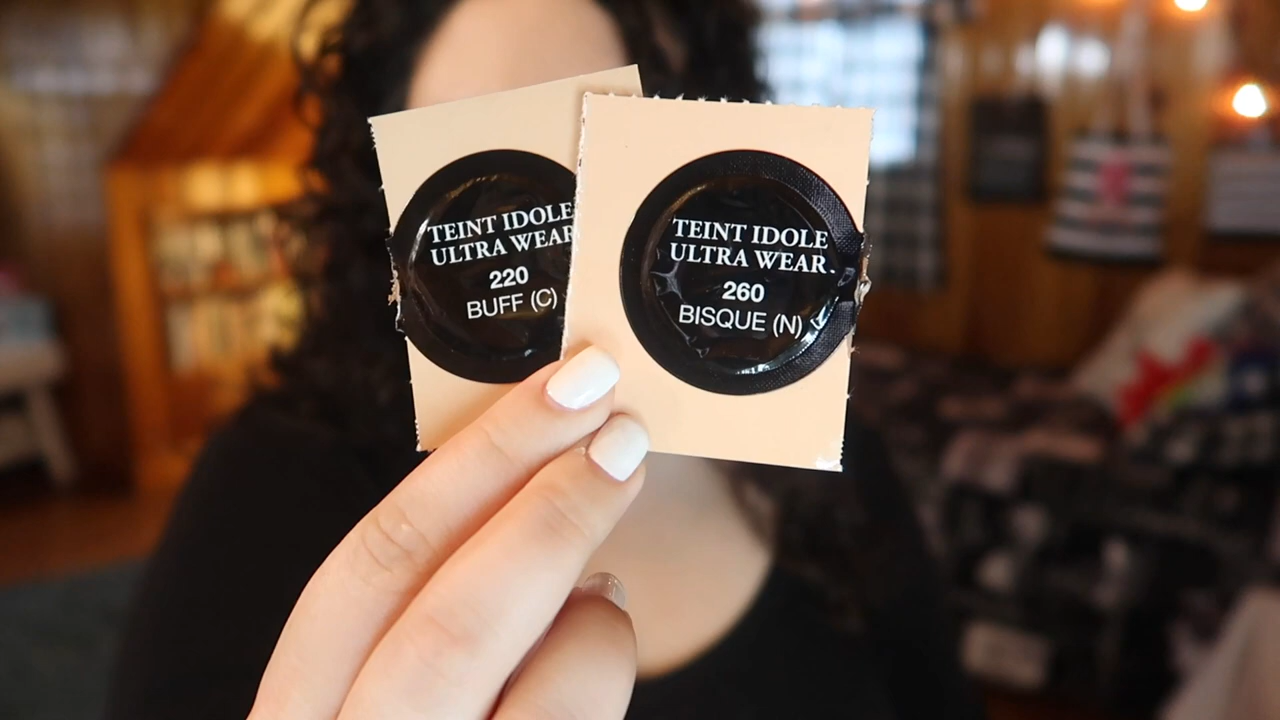 TEINT IDOLE
ULTRA WEAR
220
BUFF (C)
TEINT IDOLE
ULTRA WEAR.
260
BISQUE (N)